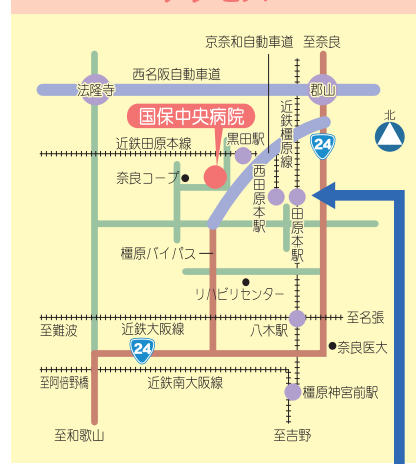 アクセス
京奈和自動車道
至奈良
西名阪自動車道
法隆寺
郡山
北
国保中央病院
近鉄橿原線
24
近鉄田原本線
黒田駅
奈良コープ
西田原本駅
田原本駅
橿原バイパス
リハビリセンター
至名張
至難波
近鉄大阪線
八木駅
24
奈良医大
至阿倍野橋
近鉄南大阪線
橿原神宮前駅
至和歌山
至吉野